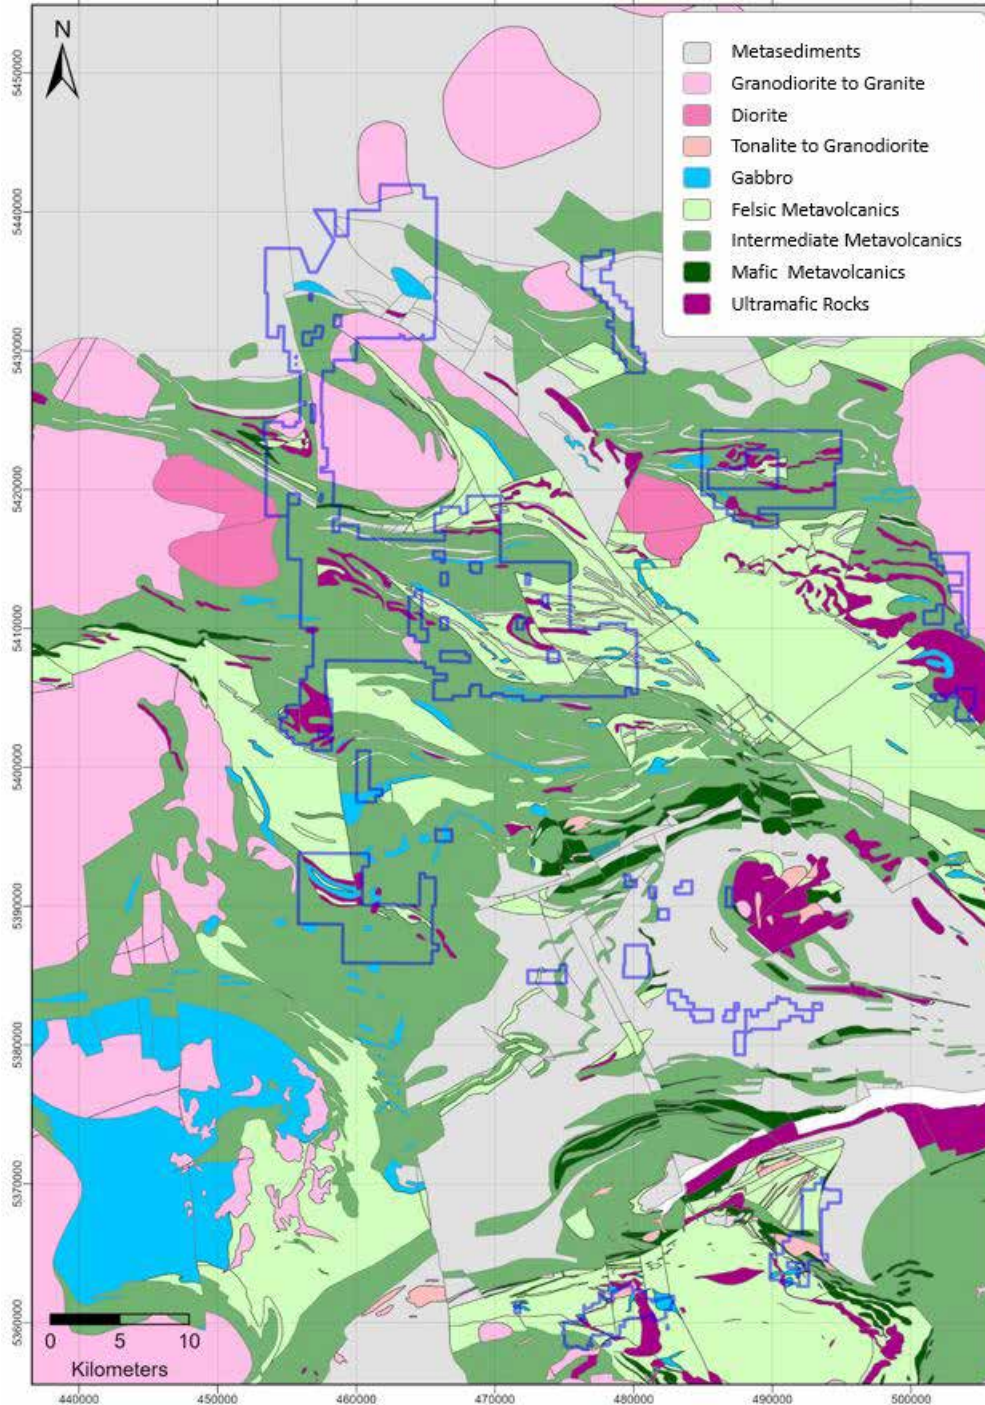 N
Metasediments
Granodiorite to Granite
Diorite
Tonalite to Granodiorite
Gabbro
Felsic Metavolcanics
Intermediate Metavolcanics
Mafic Metavolcanics
Ultramafic Rocks
5450000
5440000
5430000
5420000
5410000
5400000
5390000
5380000
5370000
5360000
0 5 10
Kilometers
440000 450000 460000 470000 480000 490000 500000